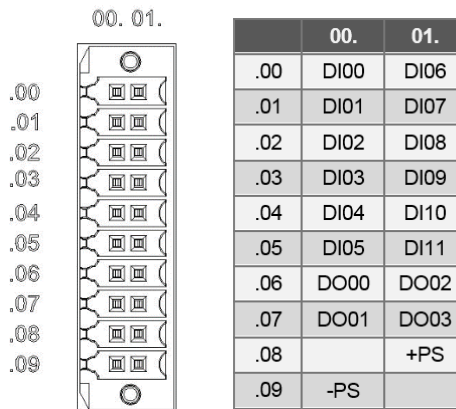 00. 01.
.00
.01
.02
.03
.04
.05
.06
.07
.08
.09
00. 01.
.00 DI00 DI06
.01 DI01 DI07
.02 DI02 DI08
.03 DI03 DI09
.04 DI04 DI10
.05 DI05 DI11
.06 DO00 DO02
.07 DO01 DO03
.08 +PS
.09 -PS